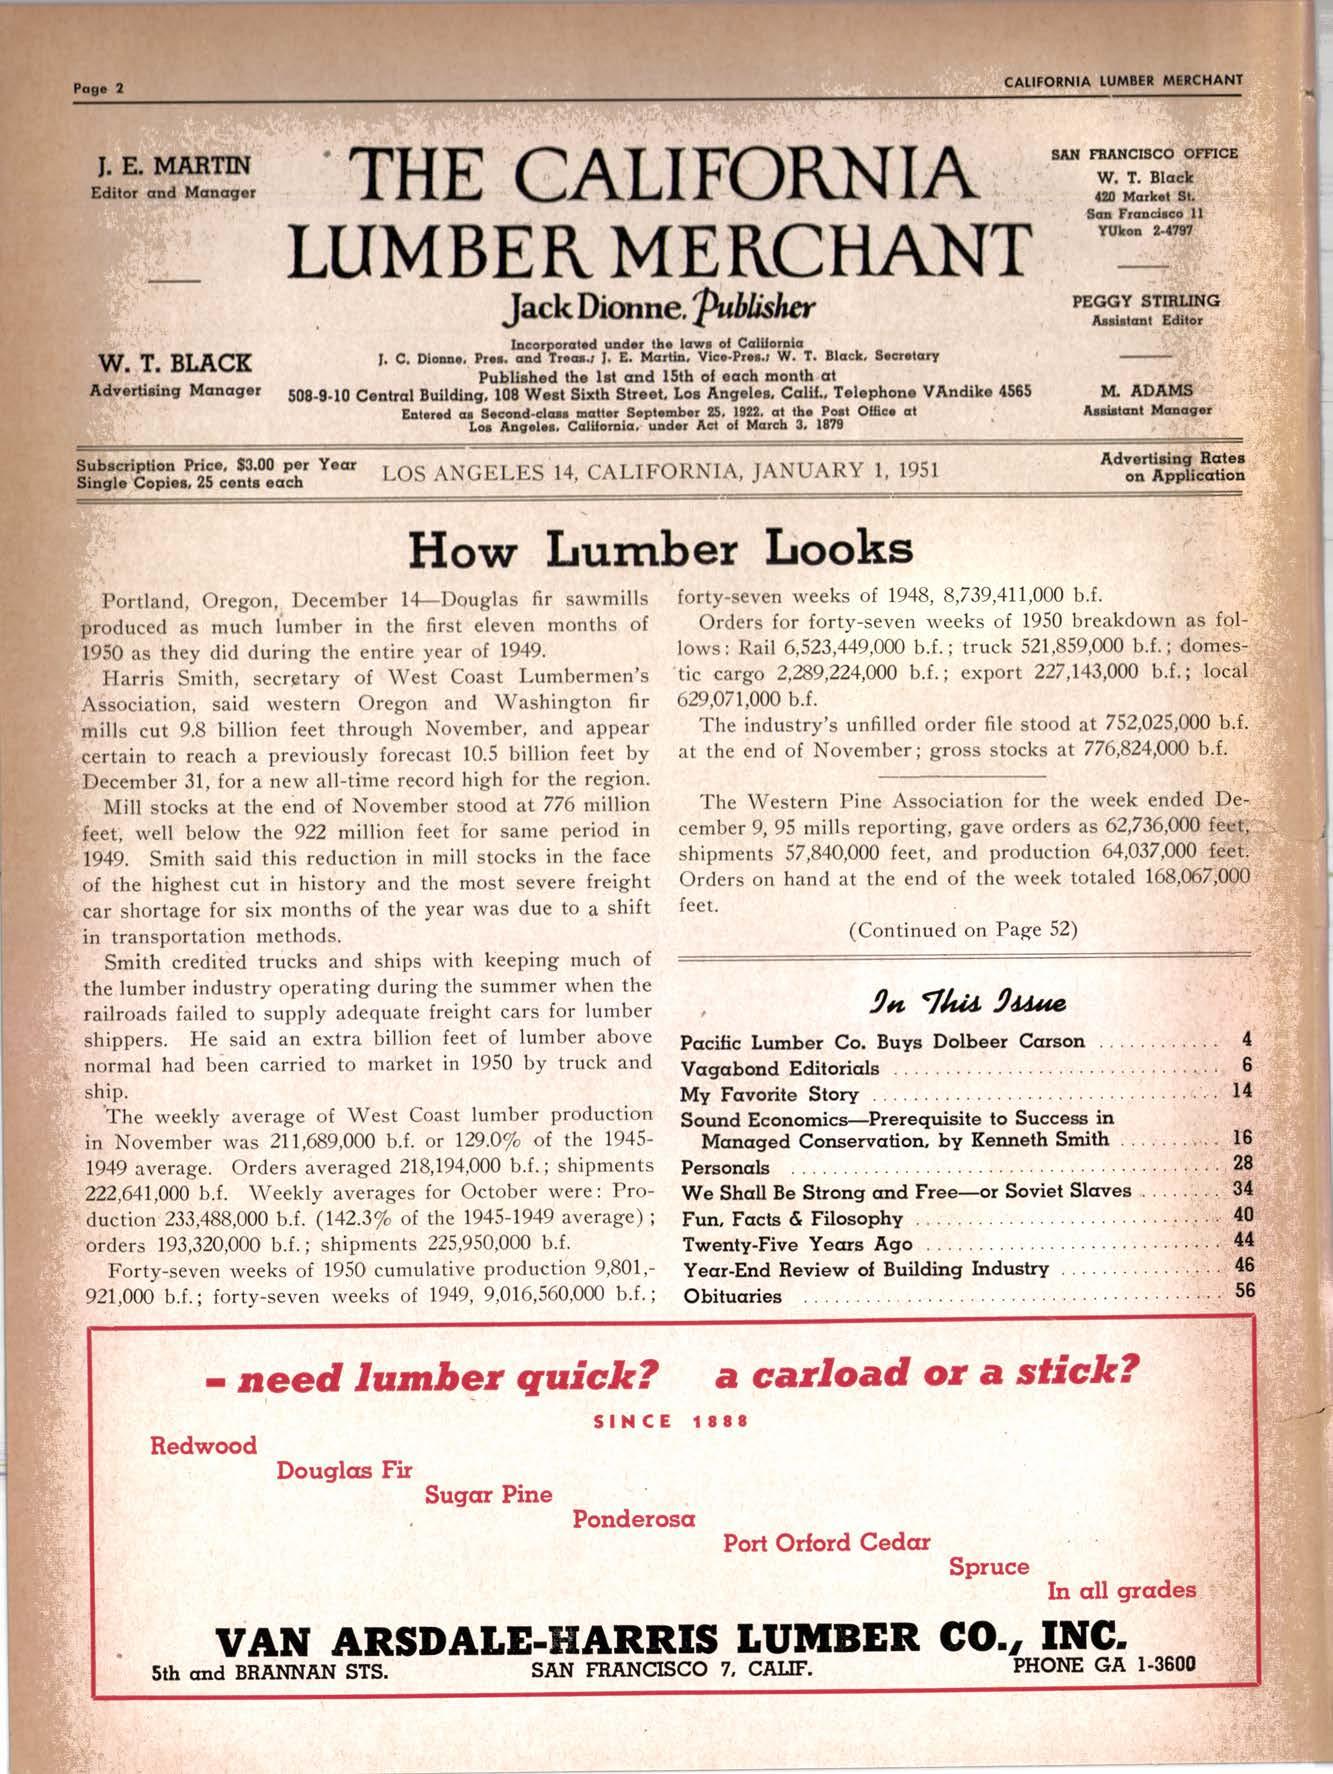 Page 2
CALIFORNIA LUMBER MERCHANT
J. E. MARTIN
Editor and Manager
W. T. BLACK
Advertising Manager
THE CALIFORNIA
LUMBER MERCHANT
Jack Dionne, Publisher
Incorporated under the laws of California
J. C. Dionne, Pres. and Treas.; J. E. Martin, Vice-Pres.; W. T. Black, Secretary
Published the 1st and 15th of each month at
508-9-10 Central Building, 108 West Sixth Street, Los Angeles, Calif., Telephone VAndike 4565
Entered as Second-class matter September 25, 1922, at the Post Office at
Los Angeles, California, under Act of March 3, 1879
SAN FRANCISCO OFFICE
W. T. Black
420 Market St.
San Francisco 11
YUkon 2-4797
PEGGY STIRLING
Assistant Editor
M. ADAMS
Assistant Manager
Subscription Price, $3.00 per Year
Single Copies, 25 cents each
LOS ANGELES 14, CALIFORNIA, JANUARY 1, 1951
Advertising Rates
on Application
How Lumber Looks
Portland, Oregon, December 14—Douglas fir sawmills
produced as much lumber in the first eleven months of
1950 as they did during the entire year of 1949.
Harris Smith, secretary of West Coast Lumbermen's
Association, said western Oregon and Washington fir
mills cut 9.8 billion feet through November, and appear
certain to reach a previously forecast 10.5 billion feet by
December 31, for a new all-time record high for the region.
Mill stocks at the end of November stood at 776 million
feet, well below the 922 million feet for same period in
1949. Smith said this reduction in mill stocks in the face
of the highest cut in history and the most severe freight
car shortage for six months of the year was due to a shift
in transportation methods.
Smith credited trucks and ships with keeping much of
the lumber industry operating during the summer when the
railroads failed to supply adequate freight cars for lumber
shippers. He said an extra billion feet of lumber above
normal had been carried to market in 1950 by truck and
ship.
The weekly average of West Coast lumber production
in November was 211,689,000 b.f. or 129.0% of the 1945-
1949 average. Orders averaged 218,194,000 b.f.; shipments
222,641,000 b.f. Weekly averages for October were: Pro-
duction 233,488,000 b.f. (142.3% of the 1945-1949 average);
orders 193,320,000 b.f.; shipments 225,950,000 b.f.
Forty-seven weeks of 1950 cumulative production 9,801,-
921,000 b.f.; forty-seven weeks of 1949, 9,016,560,000 b.f.;
forty-seven weeks of 1948, 8,739,411,000 b.f.
Orders for forty-seven weeks of 1950 breakdown as fol-
lows: Rail 6,523,449,000 b.f.; truck 521,859,000 b.f.; domes-
tic cargo 2,289,224,000 b.f.; export 227,143,000 b.f.; local
629,071,000 b.f.
The industry's unfilled order file stood at 752,025,000 b.f.
at the end of November; gross stocks at 776,824,000 b.f.
The Western Pine Association for the week ended De-
cember 9, 95 mills reporting, gave orders as 62,736,000 feet,
shipments 57,840,000 feet, and production 64,037,000 feet.
Orders on hand at the end of the week totaled 168,067,000
feet.
(Continued on Page 52)
In This Issue
Pacific Lumber Co. Buys Dolbeer Carson ............ 4
Vagabond Editorials ................................ 6
My Favorite Story .................................. 14
Sound Economics—Prerequisite to Success in
Managed Conservation, by Kenneth Smith .......... 16
Personals .......................................... 28
We Shall Be Strong and Free—or Soviet Slaves ........ 34
Fun, Facts & Filosophy .............................. 40
Twenty-Five Years Ago .............................. 44
Year-End Review of Building Industry ................ 46
Obituaries ......................................... 56
- need lumber quick? a carload or a stick?
SINCE 1888
Redwood
Douglas Fir
Sugar Pine
Ponderosa
Port Orford Cedar
Spruce
In all grades
VAN ARSDALE-HARRIS LUMBER CO., INC.
5th and BRANNAN STS. SAN FRANCISCO 7, CALIF. PHONE GA 1-3600